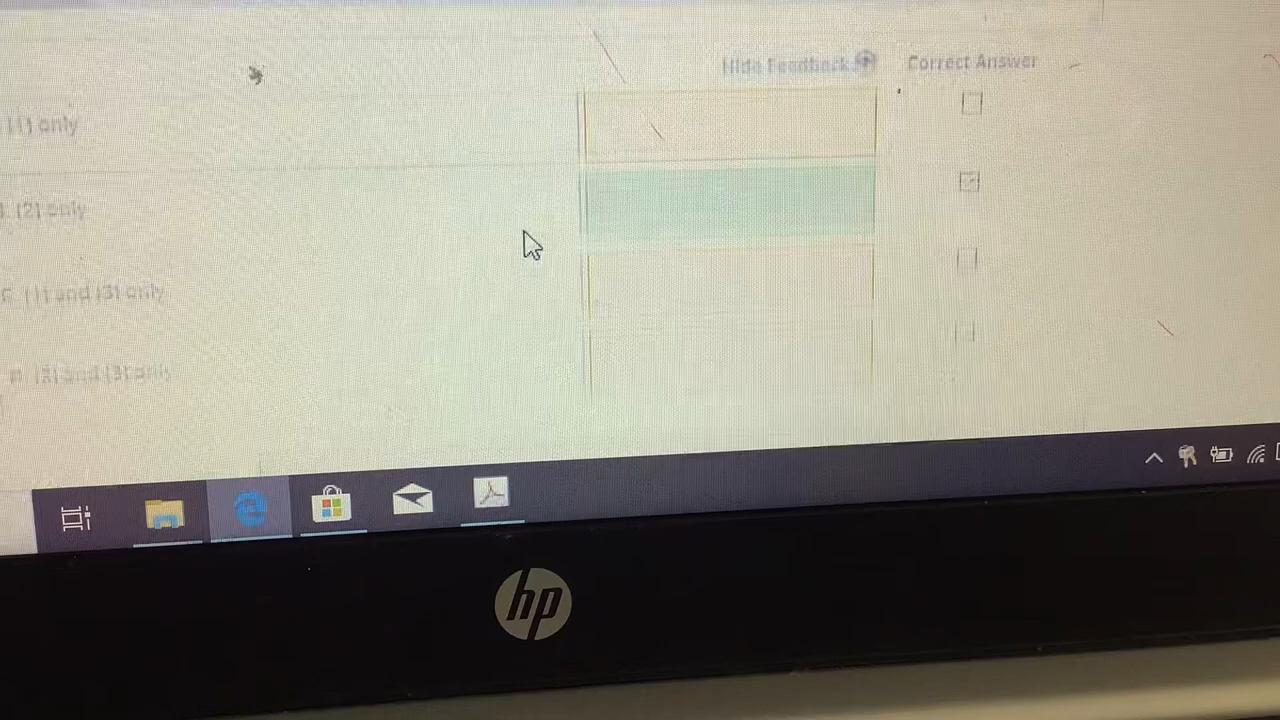 Hide Feedback
Correct Answer
(1) only
(2) only
C. (1) and (3) only
(2) and (3) only
hp